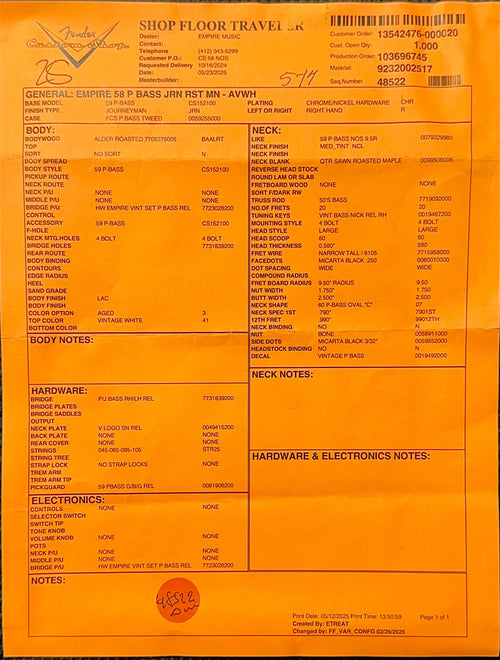 Fender
Custom Shop
SHOP FLOOR TRAVELER
Dealer: EMPIRE MUSIC
Contact:
Telephone: (412) 343-5299
Customer P.O.: CS 58 NOS
Requested Delivery 10/16/2024
Date: 05/23/2025
Masterbuilder:
Customer Order: 13542476-000020
Cust. Open Qty: 1.000
Production Order: 103696745
Material: 9232002517
Seq.Number 48522
GENERAL: EMPIRE 58 P BASS JRN RST MN - AVWH
BASE MODEL 59 P-BASS CS152100 PLATING CHROME/NICKEL HARDWARE CHR
FINISH TYPE JOURNEYMAN JRN LEFT OR RIGHT RIGHT HAND R
CASE FCS P BASS TWEED 0059255000
BODY:
BODYWOOD ALDER ROASTED 7708275005 BAALRT
TOP
SORT NO SORT N
BODY SPREAD
BODY STYLE 59 P-BASS CS152100
PICKUP ROUTE
NECK ROUTE
NECK P/U NONE NONE
MIDDLE P/U NONE NONE
BRIDGE P/U HW EMPIRE VINT SET P BASS REL 7723028200
CONTROL
ACCESSORY 59 P-BASS CS152100
F-HOLE
NECK MTG.HOLES 4 BOLT 4 BOLT
BRIDGE HOLES 7731839200
REAR ROUTE
BODY BINDING
CONTOURS
EDGE RADIUS
HEEL
SAND GRADE
BODY FINISH LAC
BODY FINISH
COLOR OPTION AGED 3
TOP COLOR VINTAGE WHITE 41
BOTTOM COLOR
BODY NOTES:
HARDWARE:
BRIDGE P/J BASS RH/LH REL 7731839200
BRIDGE PLATES
BRIDGE SADDLES
OUTPUT
NECK PLATE V LOGO SN REL 0049415200
BACK PLATE NONE NONE
REAR COVER NONE NONE
STRINGS 045-065-085-105 STR25
STRING TREE
STRAP LOCK NO STRAP LOCKS NONE
TREM ARM
TREM ARM TIP
PICKGUARD 59 PBASS G/B/G REL 0081906200
ELECTRONICS:
CONTROLS NONE NONE
SELECTOR SWITCH
SWITCH TIP
TONE KNOB
VOLUME KNOB NONE NONE
POTS
NECK P/U NONE NONE
MIDDLE P/U NONE NONE
BRIDGE P/U HW EMPIRE VINT SET P BASS REL 7723028200
NECK:
LIKE 59 P-BASS NOS 9.5R 0079329980
NECK FINISH MED_TINT NCL
NECK FINISH
NECK BLANK QTR SAWN ROASTED MAPLE 0099508006
REVERSE HEAD STOCK
ROUND LAM OR SLAB
FRETBOARD WOOD NONE NONE
SORT F/DARK RW
TRUSS ROD 50'S BASS 7719092000
NO.OF FRETS 20 20
TUNING KEYS VINT BASS NICK REL RH 0019467200
MOUNTING STYLE 4 BOLT 4 BOLT
HEAD STYLE LARGE LARGE
HEAD SCOOP 60 60
HEAD THICKNESS 0.580" 580
FRET WIRE NARROW TALL / 6105 7715958000
FACEDOTS MICARTA BLACK .250 0060010000
DOT SPACING WIDE WIDE
COMPOUND RADIUS
FRET BOARD RADIUS 9.50" RADIUS 9.50
NUT WIDTH 1.750" 1.750
BUTT WIDTH 2.500" 2.500
NECK SHAPE 60 P-BASS OVAL "C" 07
NECK SPEC 1ST .790" 7901ST
12TH FRET .990" 99012TH
NECK BINDING NO N
NUT BONE 0058911000
SIDE DOTS MICARTA BLACK 3/32" 0059552000
HEADSTOCK BINDING NO N
DECAL VINTAGE P BASS 0019492000
NECK NOTES:
HARDWARE & ELECTRONICS NOTES:
NOTES:
48522
Print Date: 05/12/2025 Print Time: 13:50:59 Page 1 of 1
Created By: ETREAT
Changed by: FF_VAR_CONFG 02/26/2025